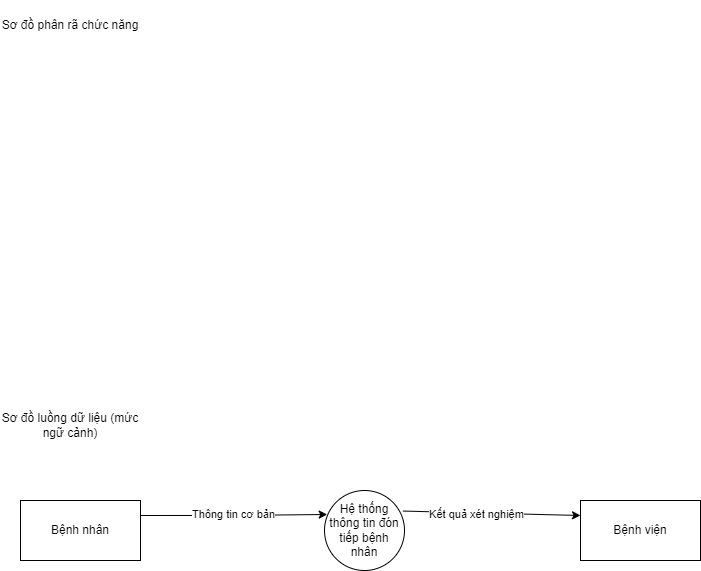 Sơ đồ phân rã chức năng
Sơ đồ luồng dữ liệu (mức
ngữ cảnh)
Bệnh nhân
Thông tin cơ bản
Hệ thống
thông tin đón
tiếp bệnh
nhân
Kết quả xét nghiệm
Bệnh viện